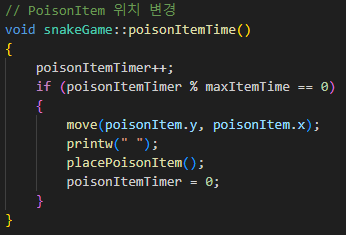 // PoisonItem 위치 변경
void snakeGame::poisonItemTime()
{
    poisonItemTimer++;
    if (poisonItemTimer % maxItemTime == 0)
    {
        move(poisonItem.y, poisonItem.x);
        printw(" ");
        placePoisonItem();
        poisonItemTimer = 0;
    }
}